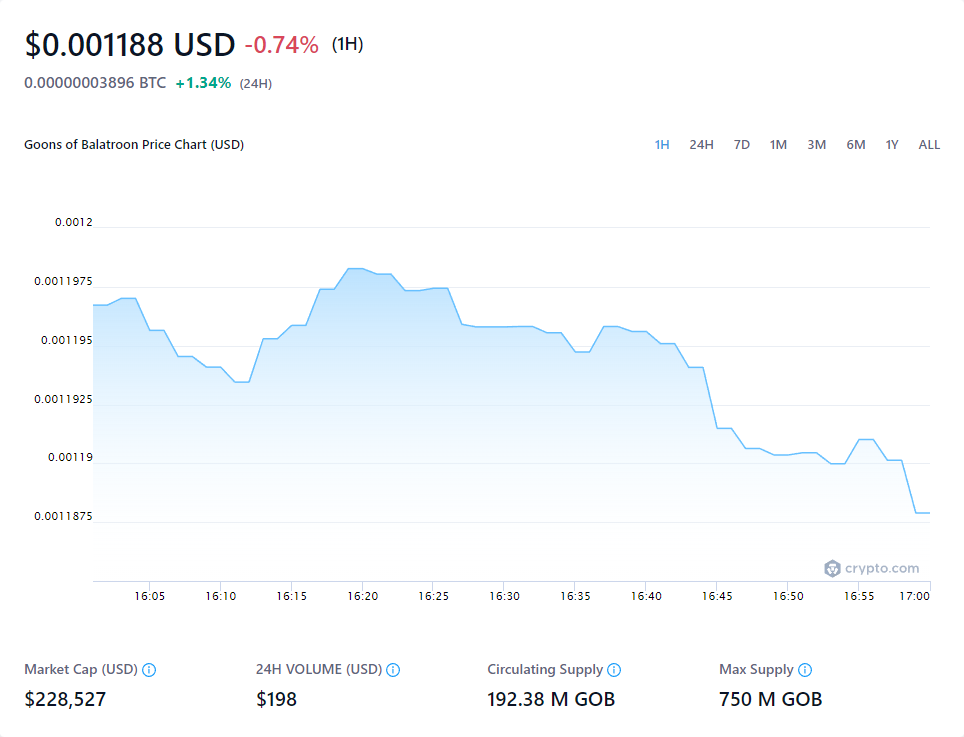 $0.001188 USD -0.74% (1H)
0.00000003896 BTC +1.34% (24H)
Goons of Balatroon Price Chart (USD) 1H 24H 7D 1M 3M 6M 1Y ALL
0.0012
0.0011975
0.001195
0.0011925
0.00119
0.0011875
crypto.com
16:05 16:10 16:15 16:20 16:25 16:30 16:35 16:40 16:45 16:50 16:55 17:00
Market Cap (USD) 24H VOLUME (USD) Circulating Supply Max Supply
$228,527 $198 192.38 M GOB 750 M GOB